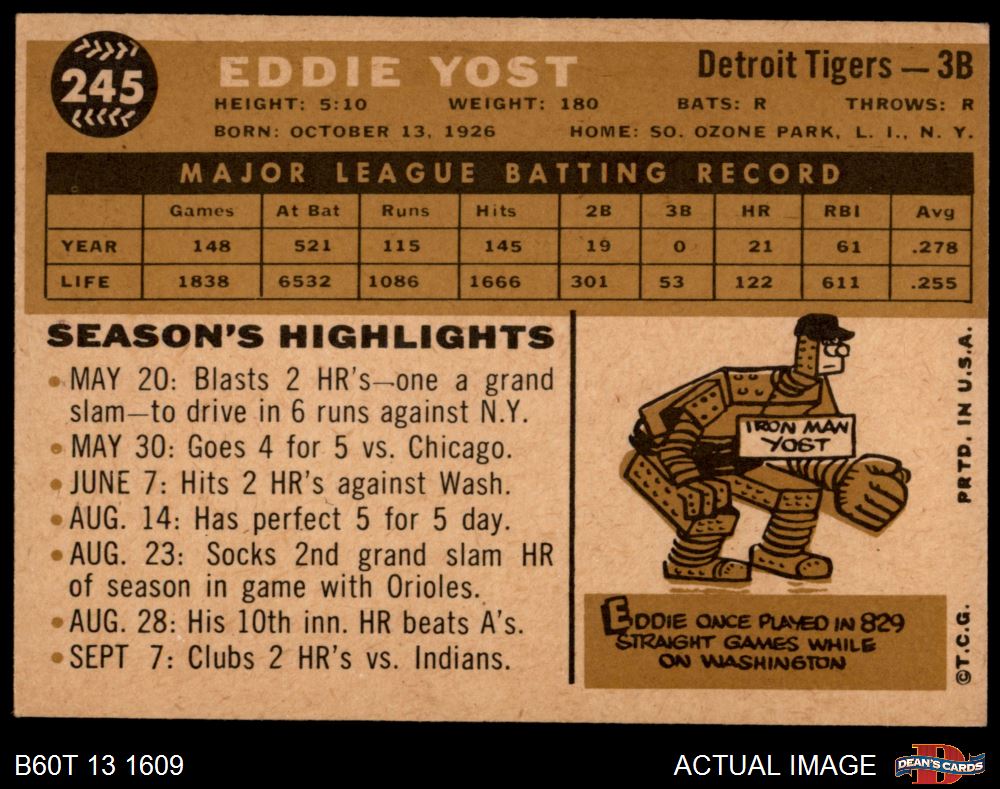 245
EDDIE YOST
Detroit Tigers — 3B
HEIGHT: 5:10 WEIGHT: 180 BATS: R THROWS: R
BORN: OCTOBER 13, 1926 HOME: SO. OZONE PARK, L. I., N. Y.
MAJOR LEAGUE BATTING RECORD
Games At Bat Runs Hits 2B 3B HR RBI Avg
YEAR 148 521 115 145 19 0 21 61 .278
LIFE 1838 6532 1086 1666 301 53 122 611 .255
SEASON'S HIGHLIGHTS
• MAY 20: Blasts 2 HR's—one a grand
slam—to drive in 6 runs against N.Y.
• MAY 30: Goes 4 for 5 vs. Chicago.
• JUNE 7: Hits 2 HR's against Wash.
• AUG. 14: Has perfect 5 for 5 day.
• AUG. 23: Socks 2nd grand slam HR
of season in game with Orioles.
• AUG. 28: His 10th inn. HR beats A's.
• SEPT 7: Clubs 2 HR's vs. Indians.
IRON MAN
YOST
EDDIE ONCE PLAYED IN 829
STRAIGHT GAMES WHILE
ON WASHINGTON
©T.C.G. PRTD. IN U.S.A.
B60T 13 1609
ACTUAL IMAGE
D
DEAN'S CARDS